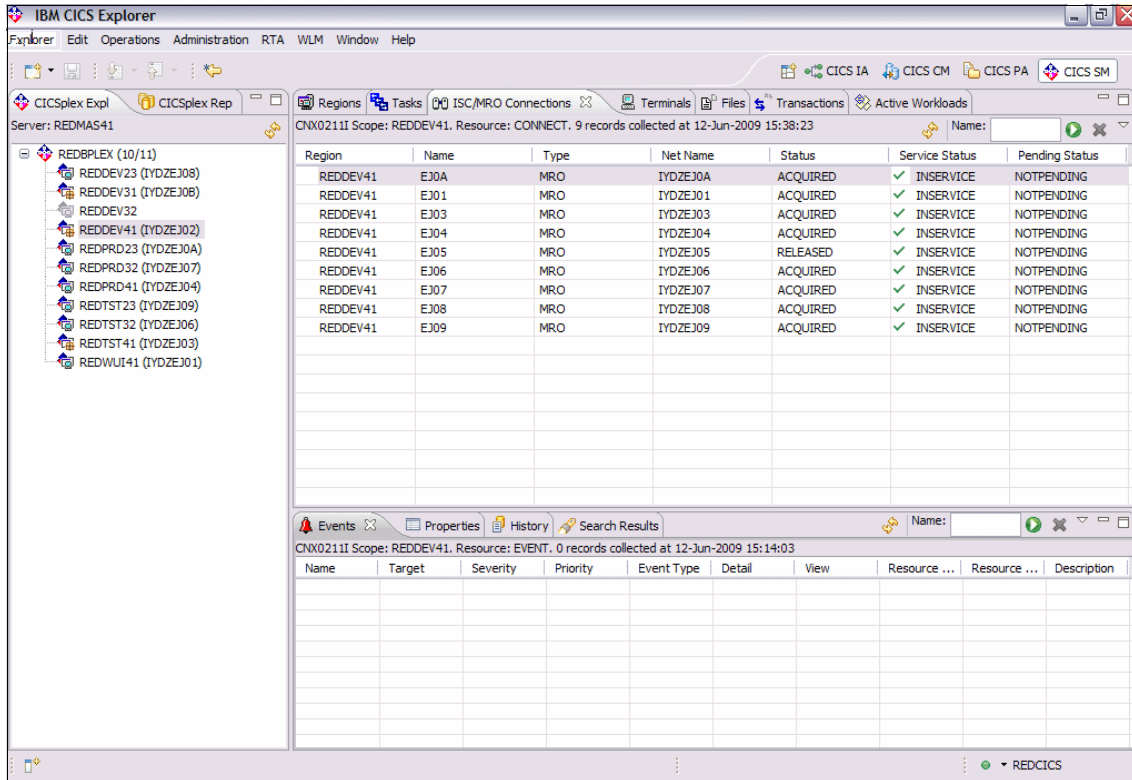 IBM CICS Explorer
Explorer Edit Operations Administration RTA WLM Window Help
CICS IA CICS CM CICS PA CICS SM
CICSplex Expl CICSplex Rep
Server: REDMAS41
REDBPLEX (10/11)
REDDEV23 (IYDZEJ08)
REDDEV31 (IYDZEJ0B)
REDDEV32
REDDEV41 (IYDZEJ02)
REDPRD23 (IYDZEJ0A)
REDPRD32 (IYDZEJ07)
REDPRD41 (IYDZEJ04)
REDTST23 (IYDZEJ09)
REDTST32 (IYDZEJ06)
REDTST41 (IYDZEJ03)
REDWUI41 (IYDZEJ01)
Regions Tasks ISC/MRO Connections Terminals Files Transactions Active Workloads
CNX0211I Scope: REDDEV41. Resource: CONNECT. 9 records collected at 12-Jun-2009 15:38:23 Name:
Region Name Type Net Name Status Service Status Pending Status
REDDEV41 EJ0A MRO IYDZEJ0A ACQUIRED INSERVICE NOTPENDING
REDDEV41 EJ01 MRO IYDZEJ01 ACQUIRED INSERVICE NOTPENDING
REDDEV41 EJ03 MRO IYDZEJ03 ACQUIRED INSERVICE NOTPENDING
REDDEV41 EJ04 MRO IYDZEJ04 ACQUIRED INSERVICE NOTPENDING
REDDEV41 EJ05 MRO IYDZEJ05 RELEASED INSERVICE NOTPENDING
REDDEV41 EJ06 MRO IYDZEJ06 ACQUIRED INSERVICE NOTPENDING
REDDEV41 EJ07 MRO IYDZEJ07 ACQUIRED INSERVICE NOTPENDING
REDDEV41 EJ08 MRO IYDZEJ08 ACQUIRED INSERVICE NOTPENDING
REDDEV41 EJ09 MRO IYDZEJ09 ACQUIRED INSERVICE NOTPENDING
Events Properties History Search Results Name:
CNX0211I Scope: REDDEV41. Resource: EVENT. 0 records collected at 12-Jun-2009 15:14:03
Name Target Severity Priority Event Type Detail View Resource ... Resource ... Description
REDCICS